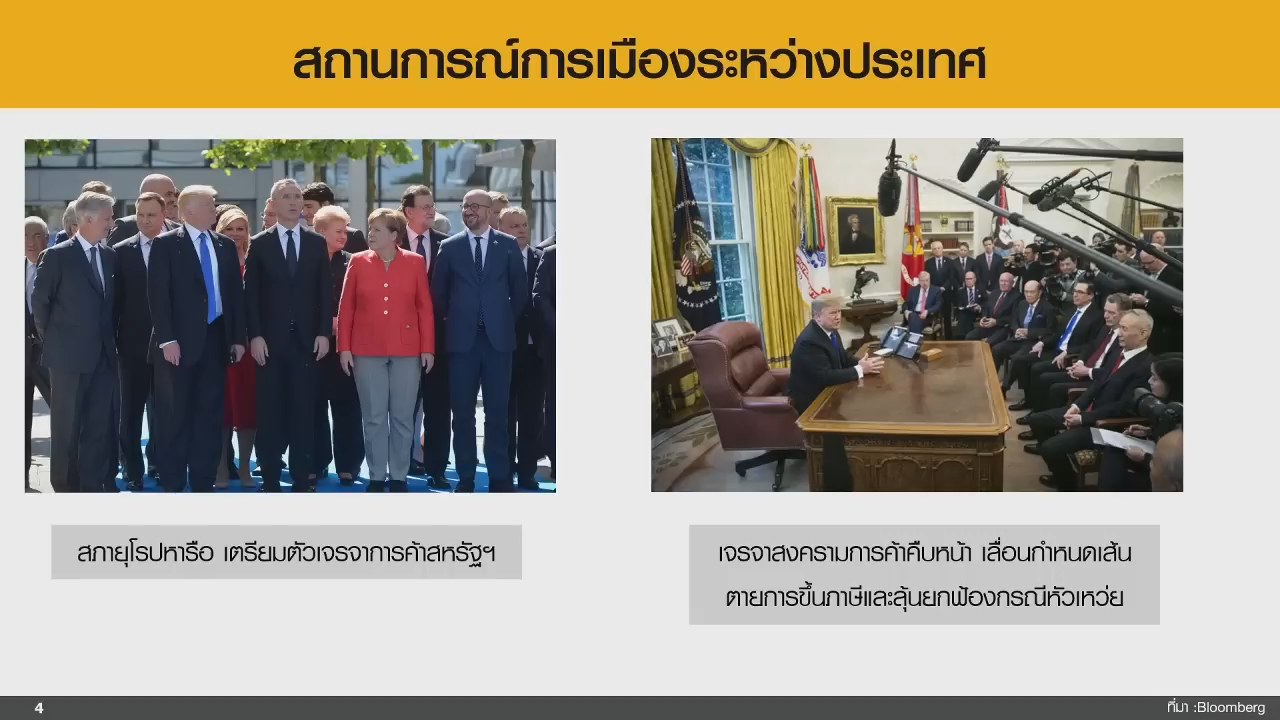 สถานการณ์การเมืองระหว่างประเทศ
สภายุโรปหารือ เตรียมตัวเจรจาการค้าสหรัฐฯ
เจรจาสงครามการค้าคืบหน้า เลื่อนกำหนดเส้น
ตายการขึ้นภาษีและลุ้นยกฟ้องกรณีหัวเหว่ย
4
ที่มา :Bloomberg